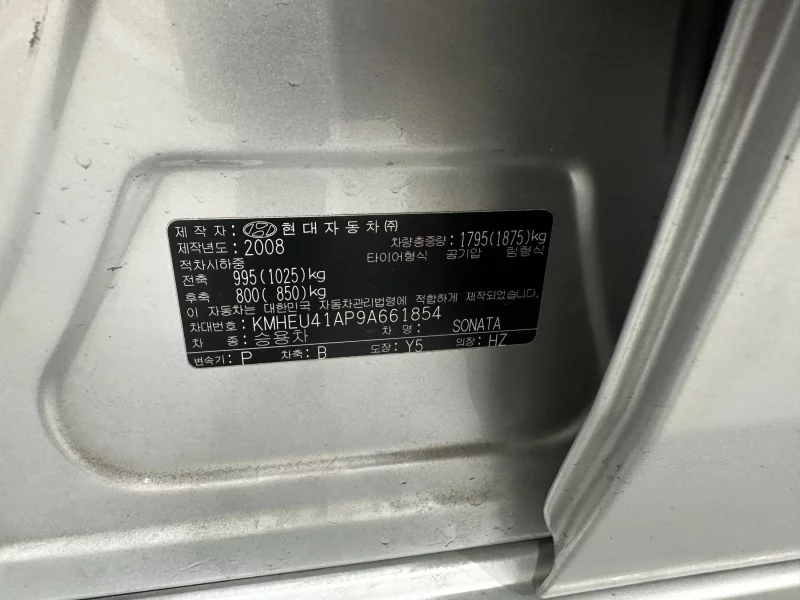 제 작 자 : 현대자동차㈜
제작년도 : 2008 차량총중량 : 1795(1875)kg
적차시하중 타이어형식 공기압 림형식
전축 995(1025)kg
후축 800( 850)kg
이 자동차는 대한민국 자동차관리법령에 적합하게 제작되었습니다.
차대번호 : KMHEU41AP9A661854
차 종 : 승용차 차 명 : SONATA
변속기 : P 차축 : B 도장 : Y5 의장 : HZ